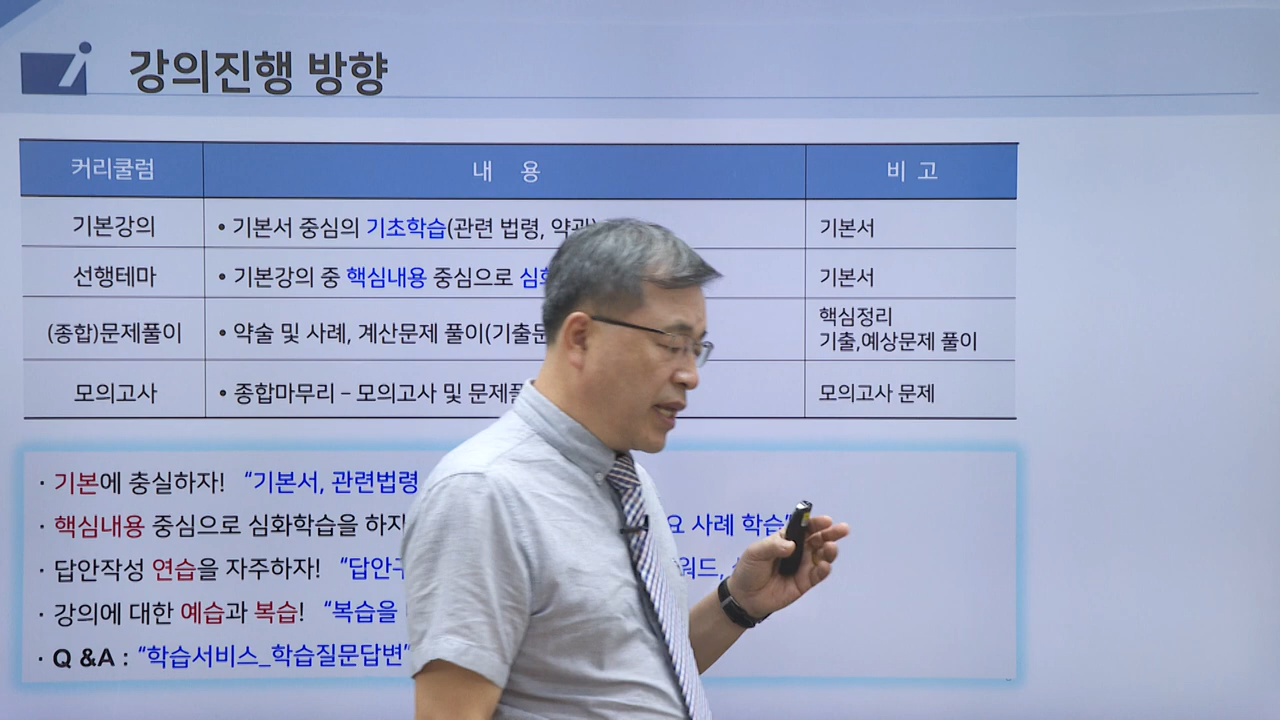 강의진행 방향
커리큘럼 내 용 비 고
기본강의 • 기본서 중심의 기초학습(관련 법령, 약관) 기본서
선행테마 • 기본강의 중 핵심내용 중심으로 기본서
(종합)문제풀이 • 약술 및 사례, 계산문제 풀이(기출문 핵심정리
기출,예상문제 풀이
모의고사 • 종합마무리 – 모의고사 및 문제풀 모의고사 문제
· 기본에 충실하자! “기본서, 관련법령
· 핵심내용 중심으로 심화학습을 하자 요 사례 학습”
· 답안작성 연습을 자주하자! “답안구 워드,
· 강의에 대한 예습과 복습! “복습을
· Q &A : “학습서비스_학습질문답변”